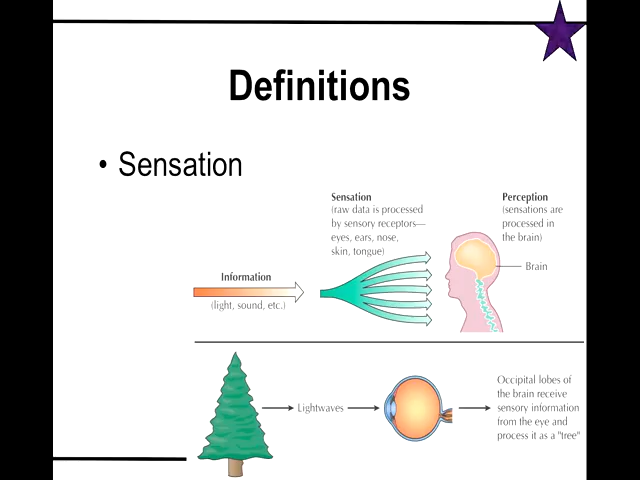 Definitions
• Sensation
Sensation
(raw data is processed
by sensory receptors—
eyes, ears, nose,
skin, tongue)
Perception
(sensations are
processed in
the brain)
Brain
Information
(light, sound, etc.)
Lightwaves
Occipital lobes of
the brain receive
sensory information
from the eye and
process it as a "tree"